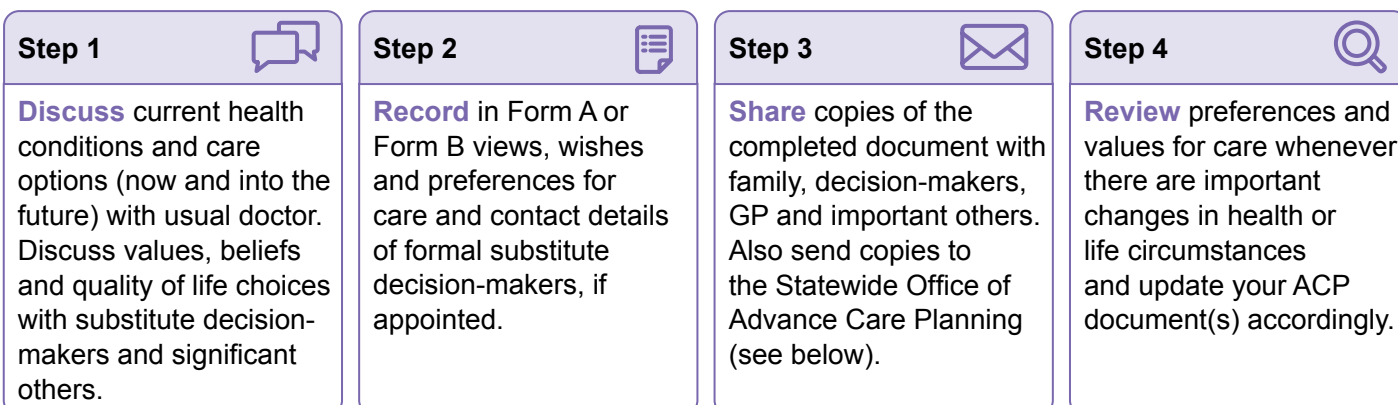 Step 1
Discuss current health
conditions and care
options (now and into the
future) with usual doctor.
Discuss values, beliefs
and quality of life choices
with substitute decision-
makers and significant
others.
Step 2
Record in Form A or
Form B views, wishes
and preferences for
care and contact details
of formal substitute
decision-makers, if
appointed.
Step 3
Share copies of the
completed document with
family, decision-makers,
GP and important others.
Also send copies to
the Statewide Office of
Advance Care Planning
(see below).
Step 4
Review preferences and
values for care whenever
there are important
changes in health or
life circumstances
and update your ACP
document(s) accordingly.